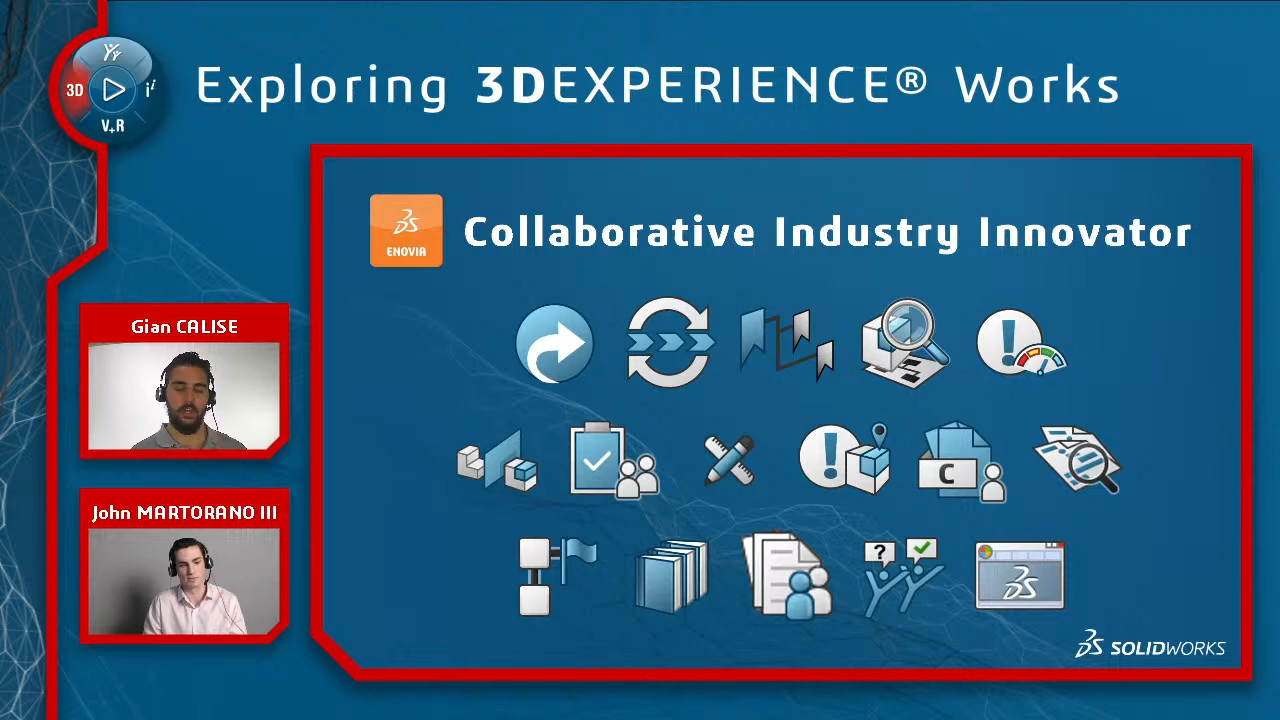 Exploring 3DEXPERIENCE® Works
3D
i
V+R
ENOVIA
Collaborative Industry Innovator
Gian CALISE
John MARTORANO III
C
?
SOLIDWORKS